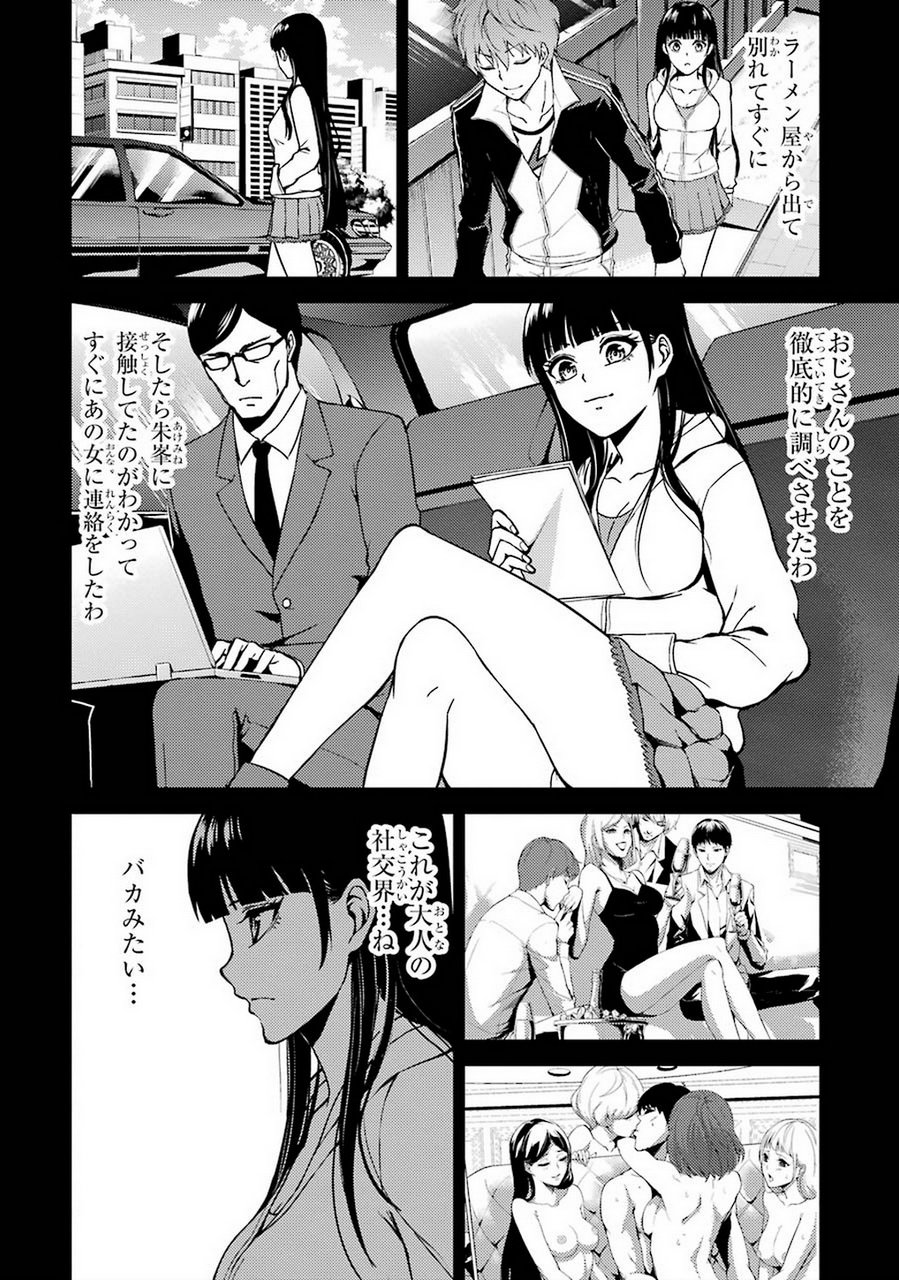 ラーメン屋から出て
別れてすぐに
おじさんのことを
徹底的に調べさせたわ
そしたら朱峯に
接触してたのがわかって
すぐにあの女に連絡をしたわ
これが大人の
社交界…ね
バカみたい…